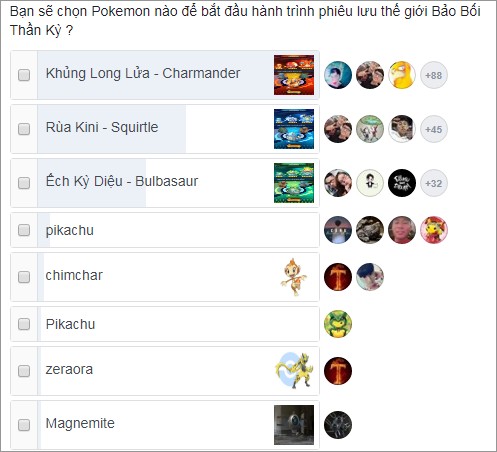 Bạn sẽ chọn Pokemon nào để bắt đầu hành trình phiêu lưu thế giới Bảo Bối
Thần Kỳ ?
Khủng Long Lửa - Charmander
+88
Rùa Kini - Squirtle
+45
Ếch Kỳ Diệu - Bulbasaur
+32
pikachu
chimchar
Pikachu
zeraora
Magnemite